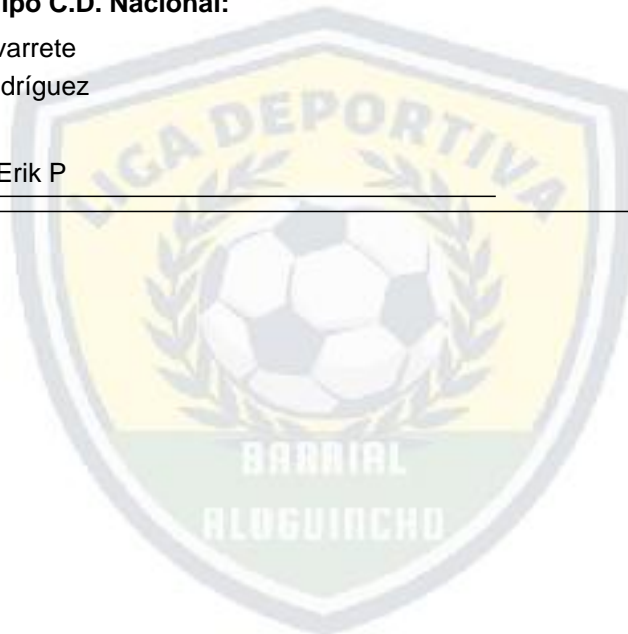 ipo C.D. Nacional:
varrete
dríguez
Erik P
LIGA DEPORTIVA
BARRIAL
ALUGUINCHO